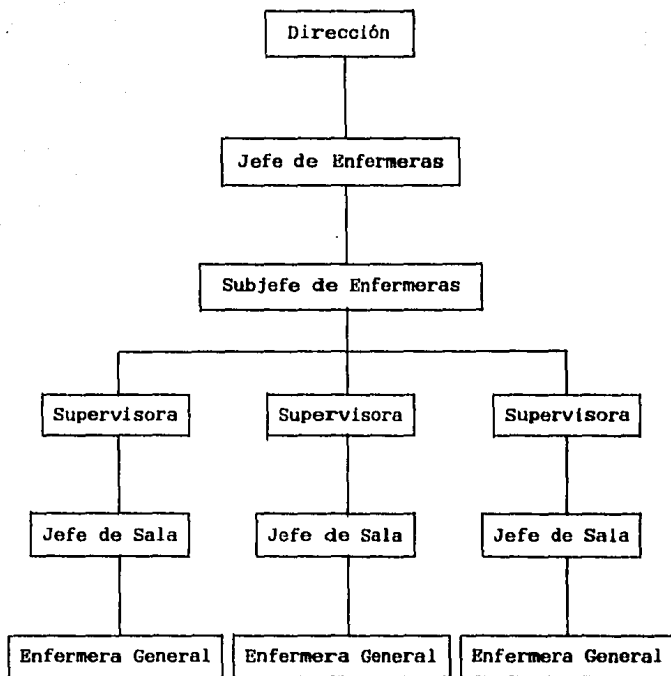 Dirección
Jefe de Enfermeras
Subjefe de Enfermeras
Supervisora Supervisora Supervisora
Jefe de Sala Jefe de Sala Jefe de Sala
Enfermera General Enfermera General Enfermera General